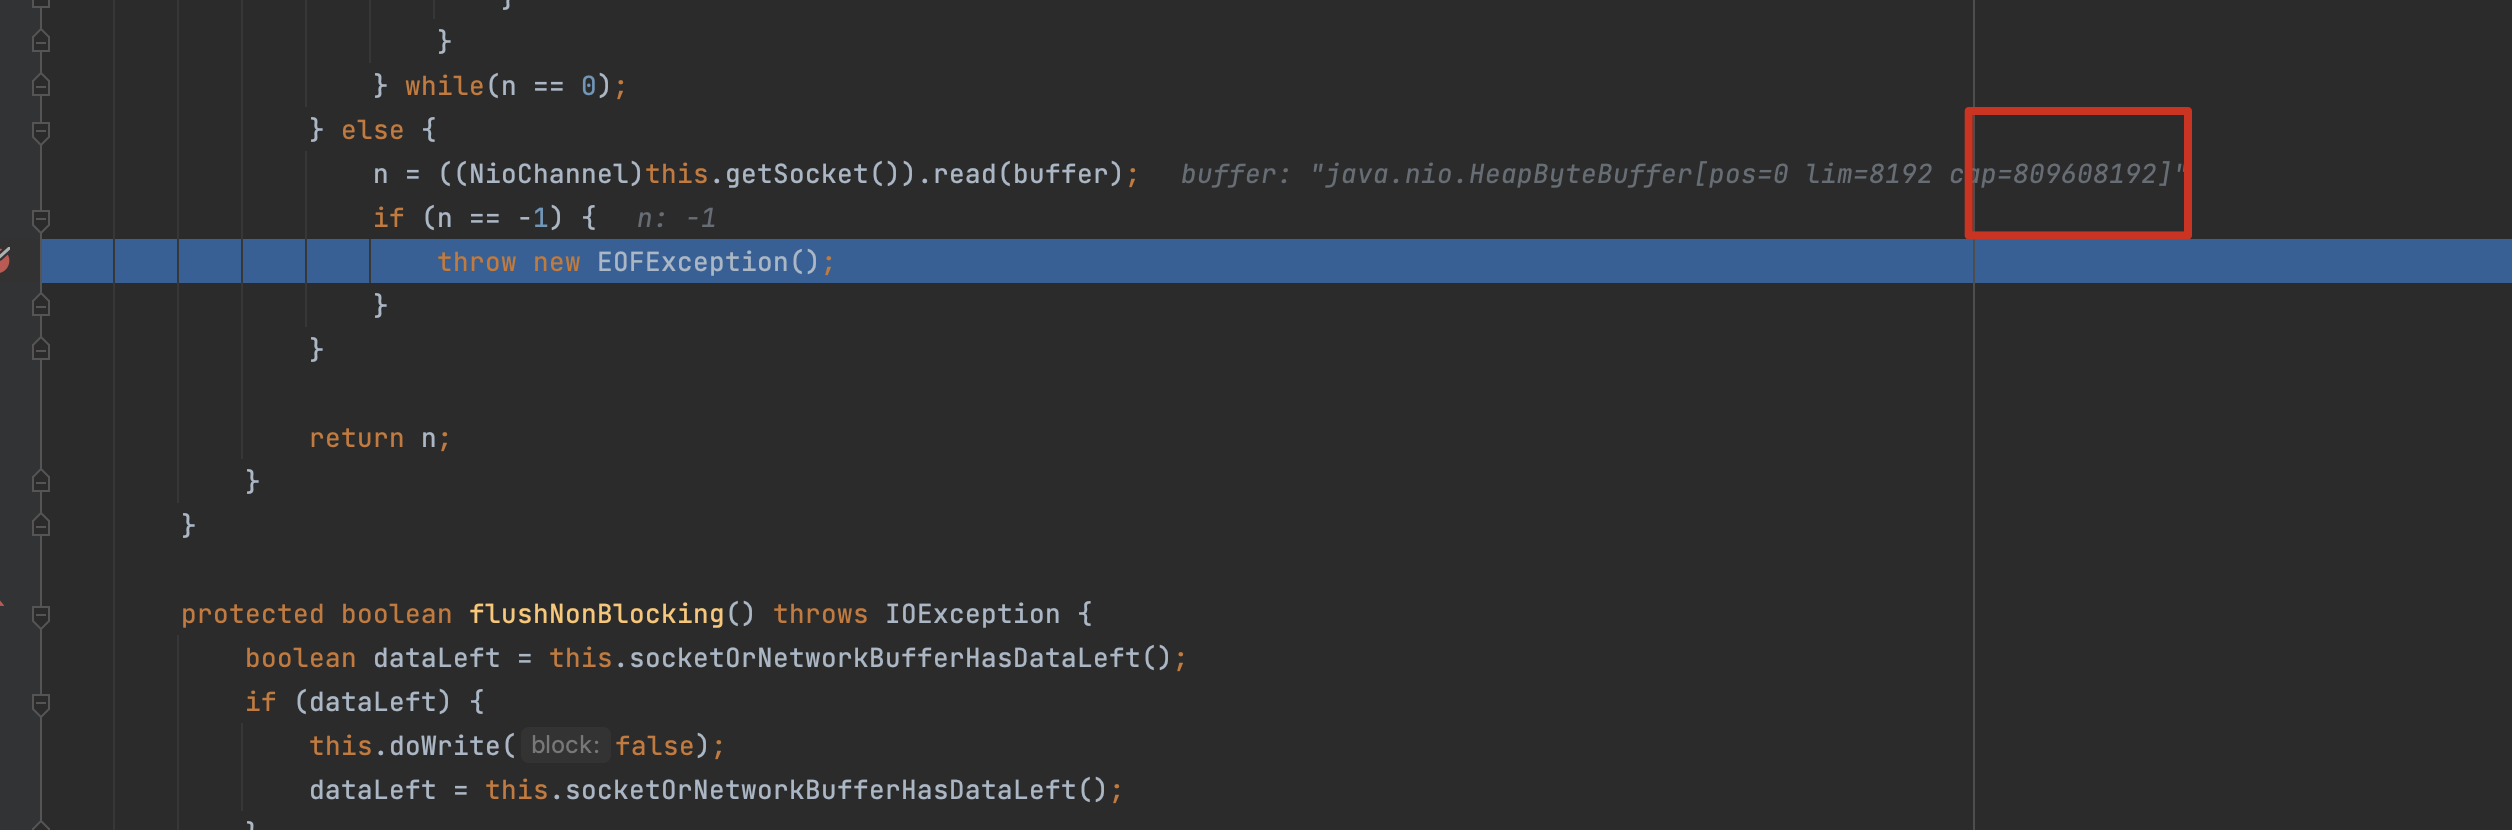 }
}
} while(n == 0);
} else {
n = ((NioChannel)this.getSocket()).read(buffer); buffer: "java.nio.HeapByteBuffer[pos=0 lim=8192 cap=809608192]"
if (n == -1) { n: -1
throw new EOFException();
}
}
return n;
}
}
protected boolean flushNonBlocking() throws IOException {
boolean dataLeft = this.socketOrNetworkBufferHasDataLeft();
if (dataLeft) {
this.doWrite( block: false);
dataLeft = this.socketOrNetworkBufferHasDataLeft();
}